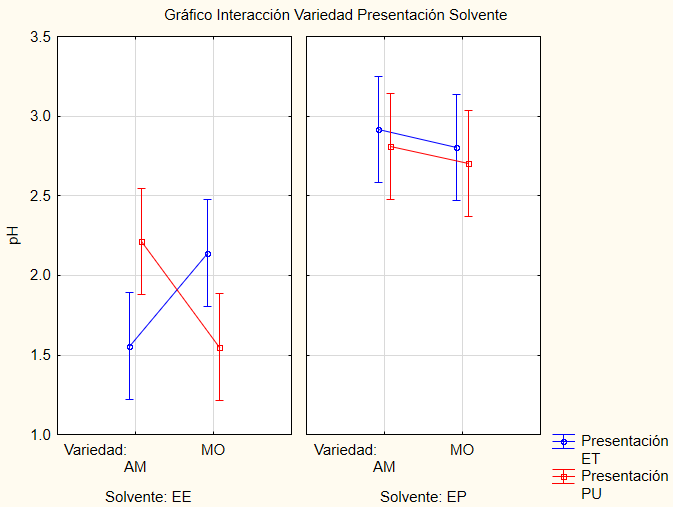 Gráfico Interacción Variedad Presentación Solvente
3.5
3.0
2.5
2.0
1.5
1.0
pH
Variedad: MO Variedad: MO
AM AM
Solvente: EE Solvente: EP
Presentación
ET
Presentación
PU